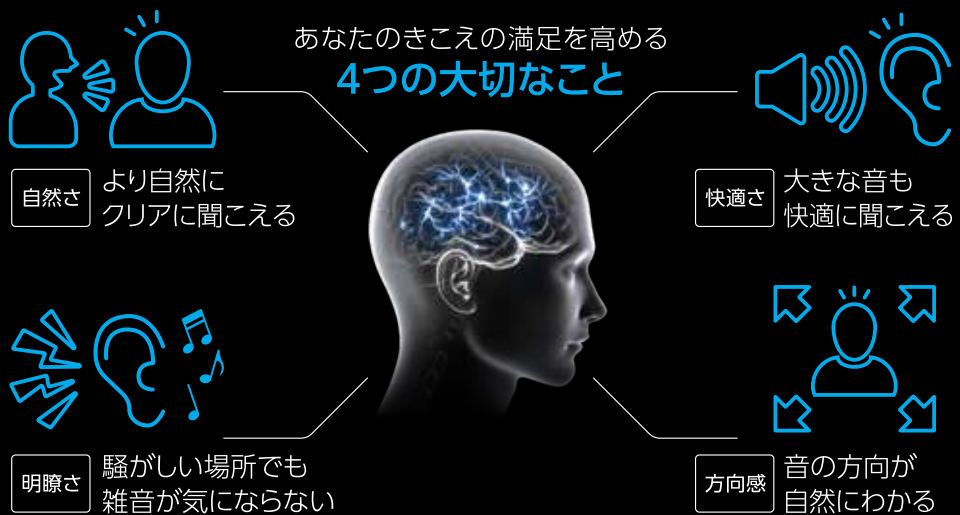 あなたのきこえの満足を高める
4つの大切なこと
自然さ
より自然に
クリアに聞こえる
快適さ
大きな音も
快適に聞こえる
明瞭さ
騒がしい場所でも
雑音が気にならない
方向感
音の方向が
自然にわかる